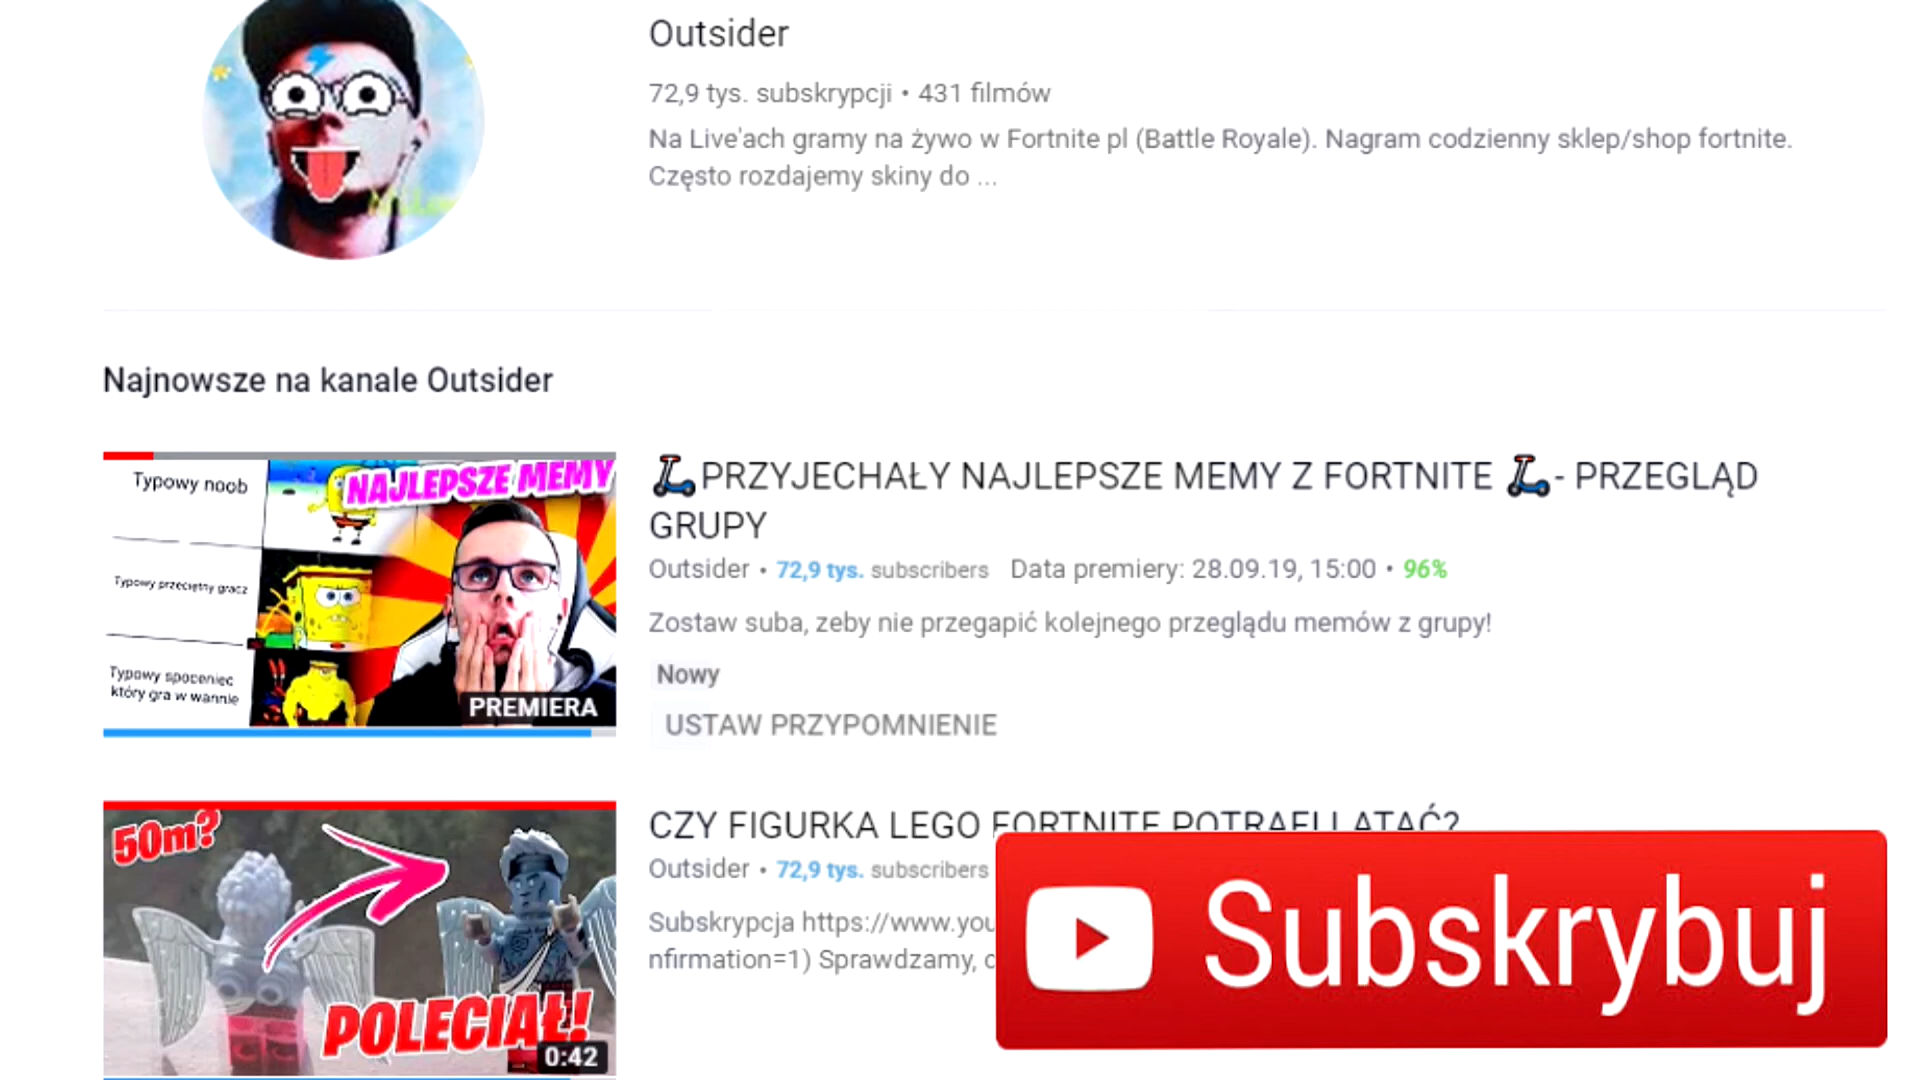 Outsider
72,9 tys. subskrypcji • 431 filmów
Na Live'ach gramy na żywo w Fortnite pl (Battle Royale). Nagram codzienny sklep/shop fortnite.
Często rozdajemy skiny do ...
Najnowsze na kanale Outsider
Typowy noob
NAJLEPSZE MEMY
Typowy przeciętny gracz
Typowy spoceniec
który gra w wannie
PREMIERA
🛴PRZYJECHAŁY NAJLEPSZE MEMY Z FORTNITE 🛴- PRZEGLĄD
GRUPY
Outsider • 72,9 tys. subscribers Data premiery: 28.09.19, 15:00 • 96%
Zostaw suba, zeby nie przegapić kolejnego przeglądu memów z grupy!
Nowy
USTAW PRZYPOMNIENIE
50m?
POLECIAŁ!
0:42
CZY FIGURKA LEGO FORTNITE POTRAFI LATAĆ?
Outsider • 72,9 tys. subscribers
Subskrypcja https://www.you
nfirmation=1) Sprawdzamy, c
Subskrybuj